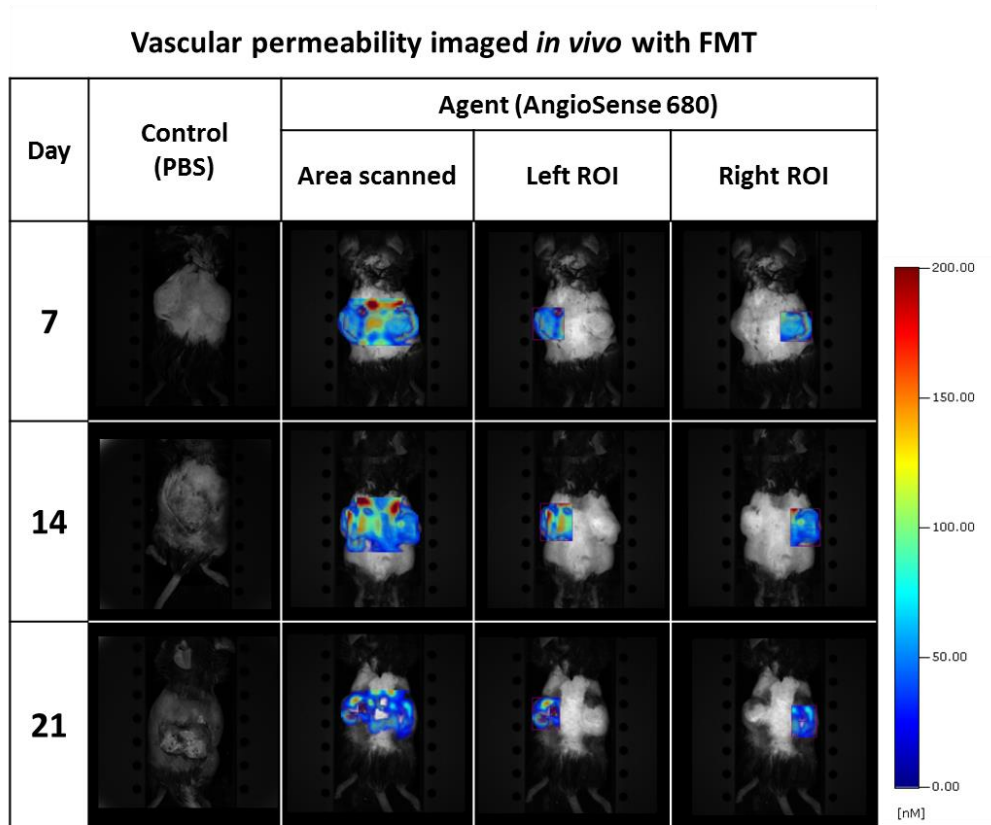 Vascular permeability imaged in vivo with FMT
Day
Control
(PBS)
Agent (AngioSense 680)
Area scanned
Left ROI
Right ROI
7
14
21
200.00
150.00
100.00
50.00
0.00
[nM]